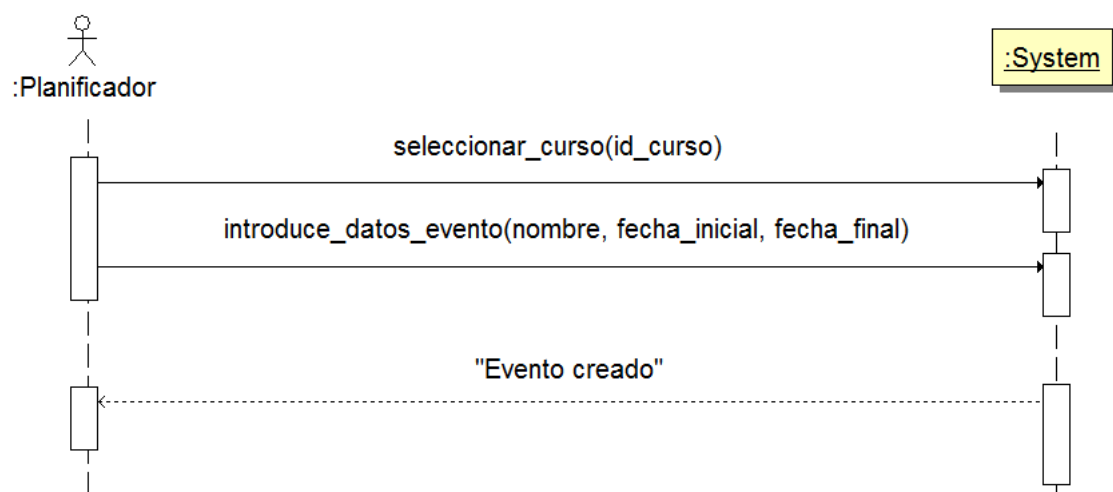 :Planificador
:System
seleccionar_curso(id_curso)
introduce_datos_evento(nombre, fecha_inicial, fecha_final)
"Evento creado"